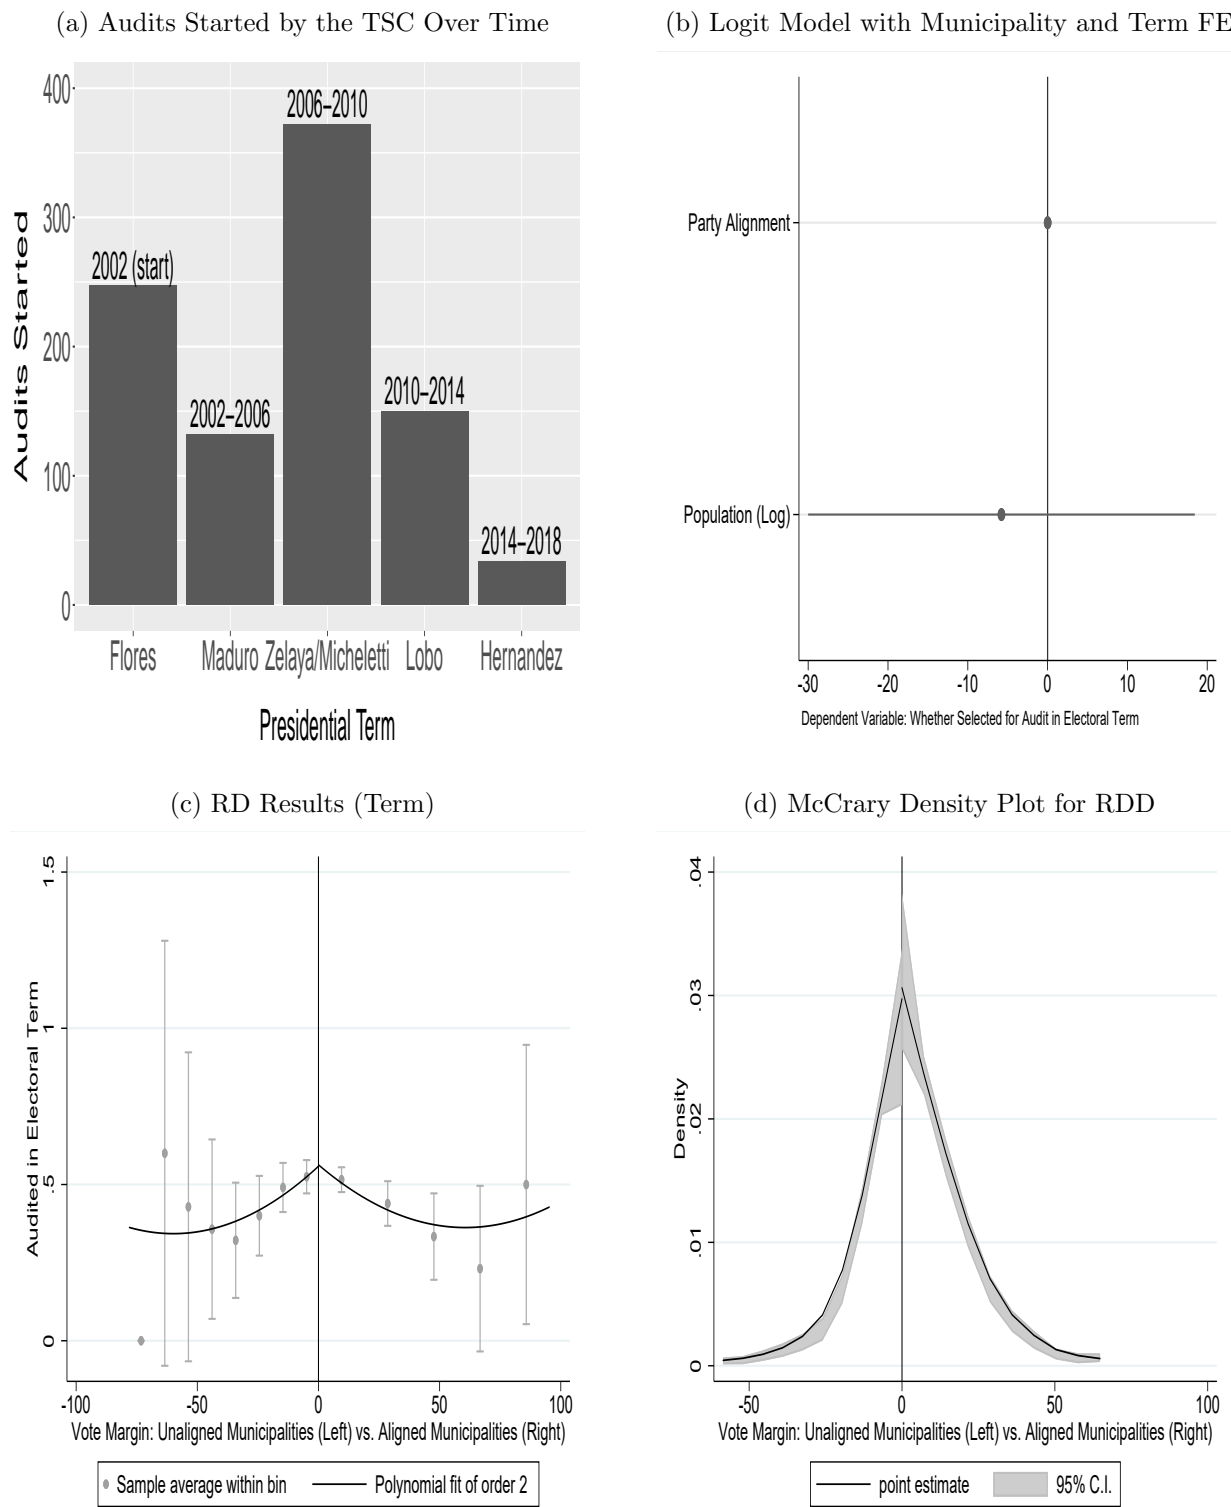 (a) Audits Started by the TSC Over Time
Audits Started
400
300
200
100
0
2002 (start)
2002–2006
2006–2010
2010–2014
2014–2018
Flores
Maduro
Zelaya/Micheletti
Lobo
Hernandez
Presidential Term
(b) Logit Model with Municipality and Term FE
Party Alignment
Population (Log)
-30
-20
-10
0
10
20
Dependent Variable: Whether Selected for Audit in Electoral Term
(c) RD Results (Term)
Audited in Electoral Term
1.5
1
.5
0
-100
-50
0
50
100
Vote Margin: Unaligned Municipalities (Left) vs. Aligned Municipalities (Right)
Sample average within bin
Polynomial fit of order 2
(d) McCrary Density Plot for RDD
Density
.04
.03
.02
.01
0
-50
0
50
100
Vote Margin: Unaligned Municipalities (Left) vs. Aligned Municipalities (Right)
point estimate
95% C.I.